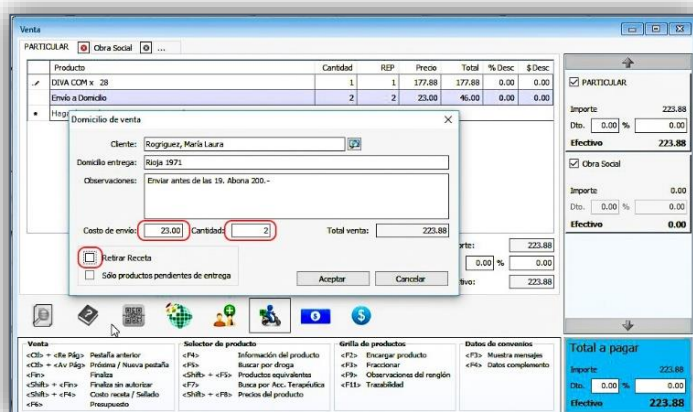 Venta
PARTICULAR Obra Social ...
Producto Cantidad REP Precio Total % Desc $ Desc
DIVA COM x 28 1 1 177.88 177.88 0.00 0.00
Envío a Domicilio 2 2 23.00 46.00 0.00 0.00
Domicilio de venta
Cliente: Rogriguez, María Laura
Domicilio entrega: Rioja 1971
Observaciones: Enviar antes de las 19. Abona 200.-
Costo de envío: 23.00 Cantidad: 2 Total venta: 223.88
Retirar Receta
Sólo productos pendientes de entrega
Aceptar Cancelar
223.88
0.00 % 0.00
223.88
PARTICULAR
Importe 223.88
Dto. 0.00 % 0.00
Efectivo 223.88
Obra Social
Importe 0.00
Dto. 0.00 % 0.00
Efectivo 0.00
Total a pagar
Importe 223.88
Dto. 0.00 % 0.00
Efectivo 223.88
Venta
<Ctl> + <Re Pág> Pestaña anterior
<Ctl> + <Av Pág> Próxima / Nueva pestaña
<Fin> Finaliza
<Shift> + <Fin> Finaliza sin autorizar
<Shift> + <F4> Costo receta / Sellado
<F6> Presupuesto
Selector de producto
<F4> Información del producto
<F5> Buscar por droga
<Shift> + <F5> Productos equivalentes
<F7> Busca por Acc. Terapéutica
<Shift> + <F8> Precios del producto
Grilla de productos
<F2> Encargar producto
<F3> Fraccionar
<F9> Observaciones del renglón
<F11> Trazabilidad
Datos de convenios
<F3> Muestra mensajes
<F4> Datos complemento